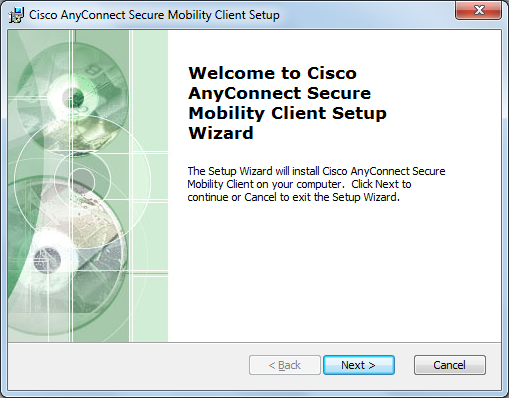 Cisco AnyConnect Secure Mobility Client Setup
Welcome to Cisco
AnyConnect Secure
Mobility Client Setup
Wizard
The Setup Wizard will install Cisco AnyConnect Secure
Mobility Client on your computer.  Click Next to
continue or Cancel to exit the Setup Wizard.
< Back
Next >
Cancel